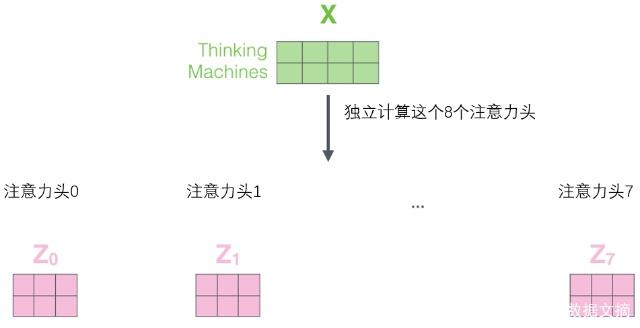 X
Thinking
Machines
独立计算这个8个注意力头
注意力头0
注意力头1
...
注意力头7
Z0
Z1
Z7
数据文摘